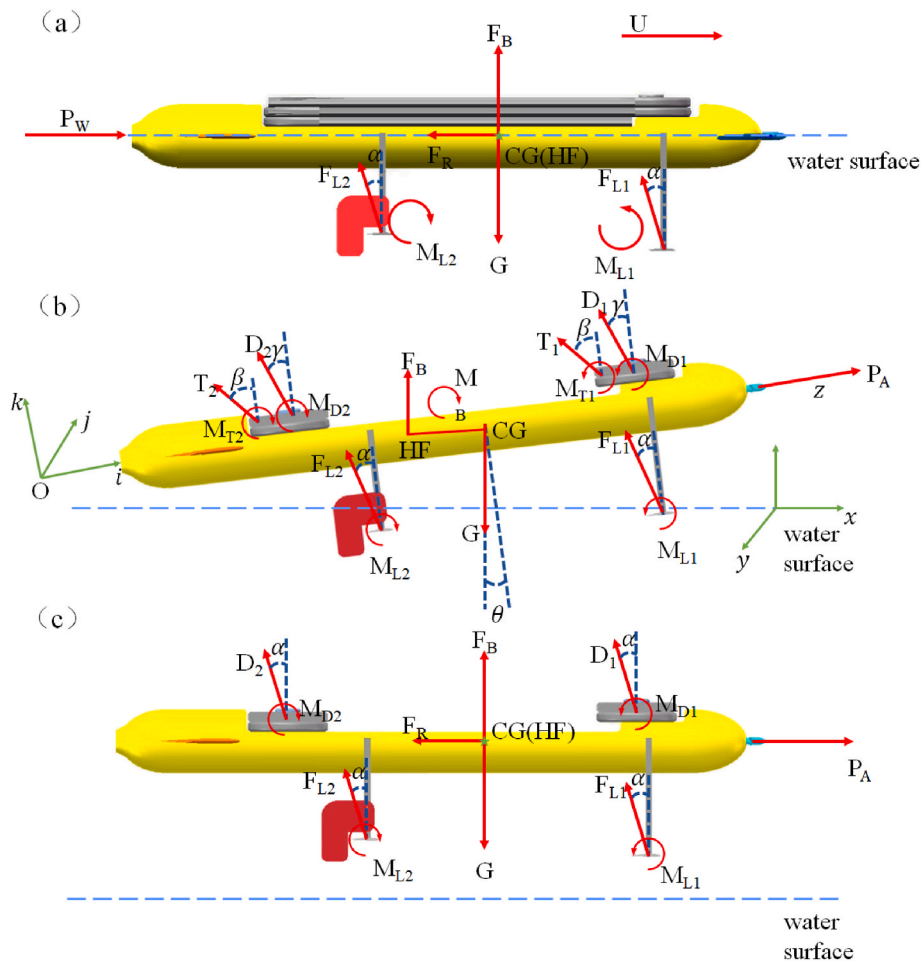 (a)
F_B
U
P_W
α
F_R
CG(HF)
water surface
F_L2
F_L1
α
M_L2
G
M_L1
(b)
D_1
γ
β
T_1
M_D1
D_2
γ
F_B
M
P_A
T_2
β
M_D2
M_T1
z
k
j
M_T2
B
CG
HF
F_L2
α
F_L1
α
i
O
G
x
M_L2
M_L1
y
water
surface
θ
(c)
α
F_B
α
D_2
D_1
M_D2
M_D1
F_R
CG(HF)
P_A
F_L2
α
F_L1
α
M_L2
G
M_L1
water
surface